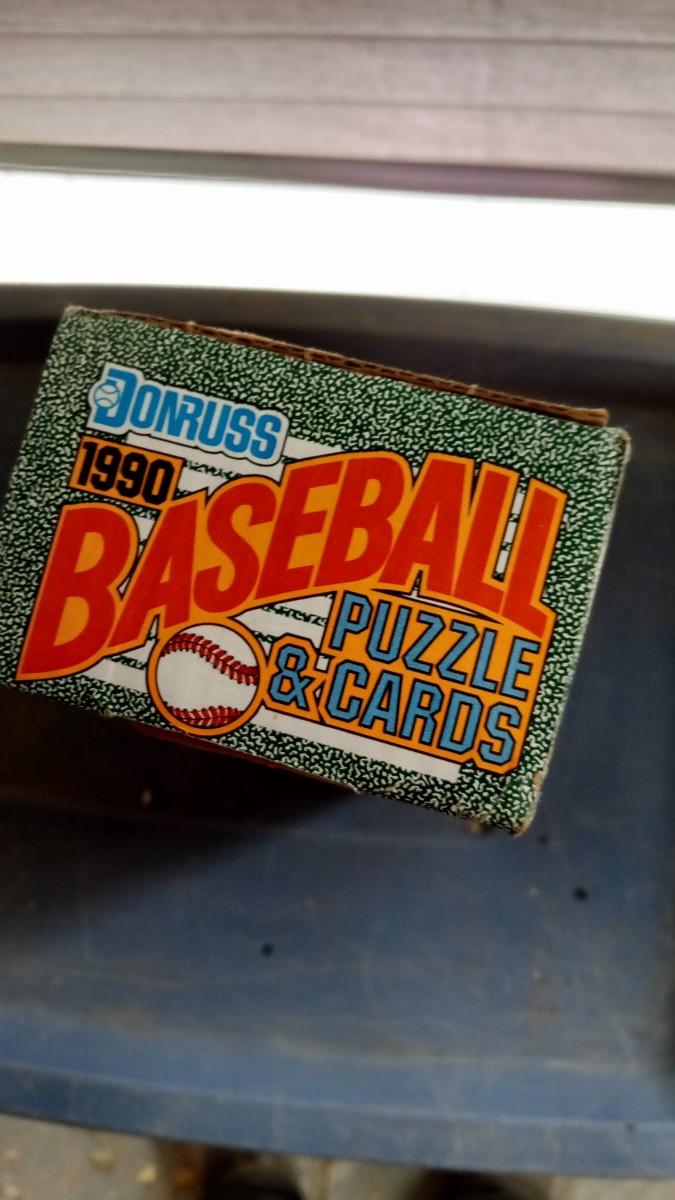 DONRUSS
1990
BASEBALL
PUZZLE
& CARDS